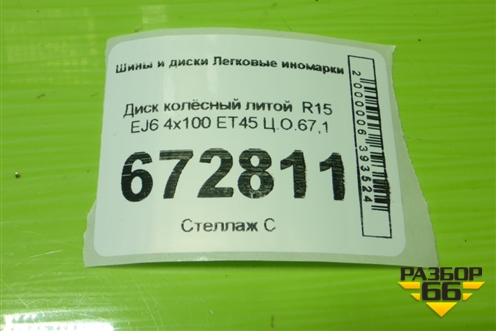 Шины и диски Легковые иномарки
Диск колёсный литой R15
EJ6 4x100 ET45 Ц.О.67,1
672811
Стеллаж С
2000006393524
РАЗБОР
66